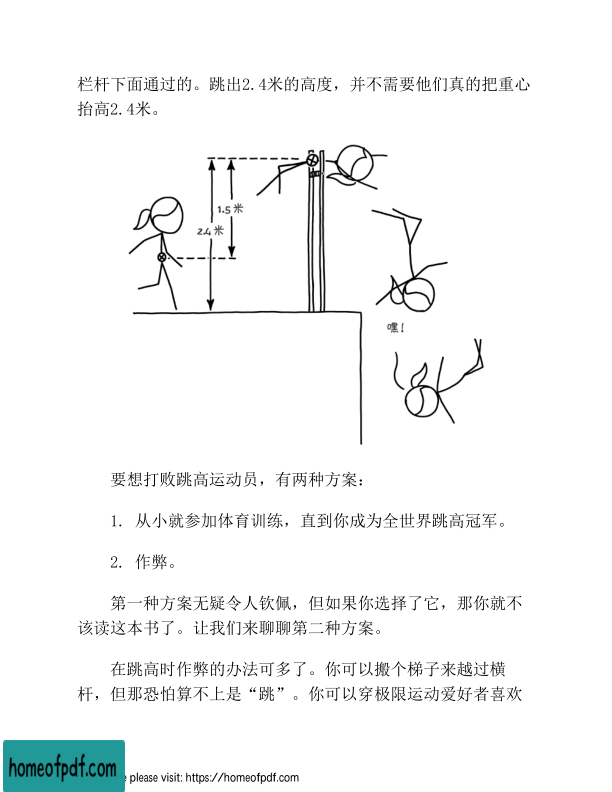 栏杆下面通过的。跳出2.4米的高度，并不需要他们真的把重心
抬高2.4米。
1.5 米
2.4 米
嘿！
要想打败跳高运动员，有两种方案：
1. 从小就参加体育训练，直到你成为全世界跳高冠军。
2. 作弊。
第一种方案无疑令人钦佩，但如果你选择了它，那你就不
该读这本书了。让我们来聊聊第二种方案。
在跳高时作弊的办法可多了。你可以搬个梯子来越过横
杆，但那恐怕算不上是“跳”。你可以穿极限运动爱好者喜欢
homeofpdf.com
e please visit: https://homeofpdf.com